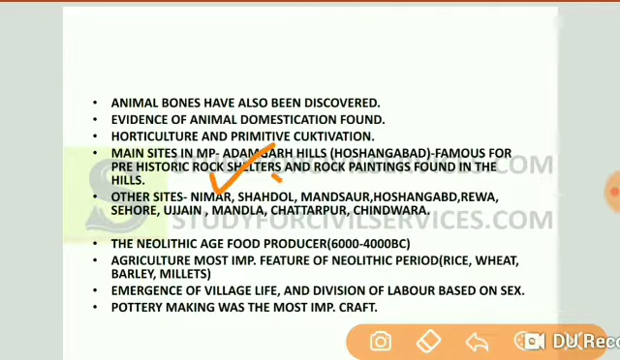 • ANIMAL BONES HAVE ALSO BEEN DISCOVERED.
• EVIDENCE OF ANIMAL DOMESTICATION FOUND.
• HORTICULTURE AND PRIMITIVE CUKTIVATION.
• MAIN SITES IN MP- ADAMGARH HILLS (HOSHANGABAD)-FAMOUS FOR
PRE HISTORIC ROCK SHELTERS AND ROCK PAINTINGS FOUND IN THE
HILLS.
• OTHER SITES- NIMAR, SHAHDOL, MANDSAUR,HOSHANGABD,REWA,
SEHORE, UJJAIN , MANDLA, CHATTARPUR, CHINDWARA.
STUDYFORCIVILSERVICES.COM
• THE NEOLITHIC AGE FOOD PRODUCER(6000-4000BC)
• AGRICULTURE MOST IMP. FEATURE OF NEOLITHIC PERIOD(RICE, WHEAT,
BARLEY, MILLETS)
• EMERGENCE OF VILLAGE LIFE, AND DIVISION OF LABOUR BASED ON SEX.
• POTTERY MAKING WAS THE MOST IMP. CRAFT.
DU Reco